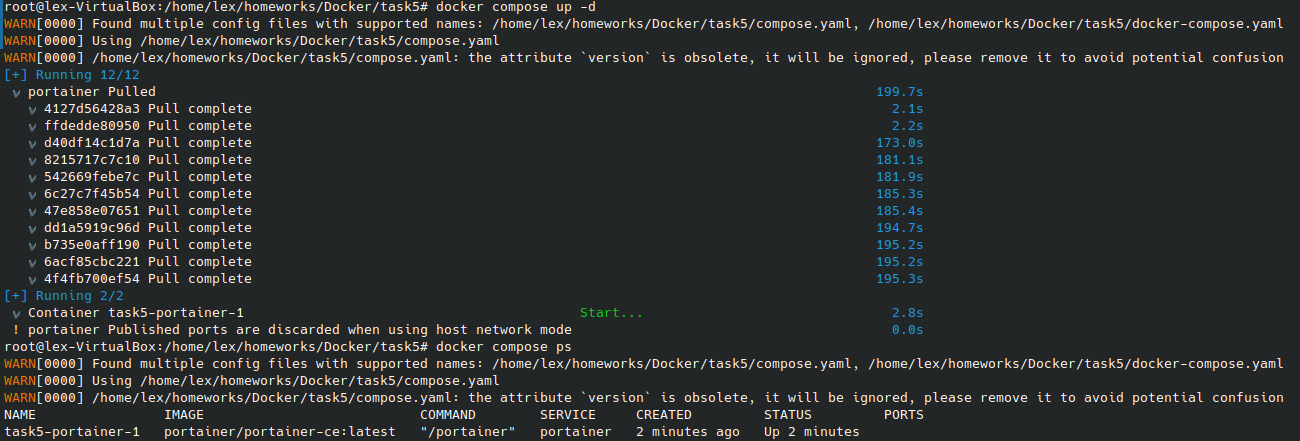 root@lex-VirtualBox:/home/lex/homeworks/Docker/task5# docker compose up -d
WARN[0000] Found multiple config files with supported names: /home/lex/homeworks/Docker/task5/compose.yaml, /home/lex/homeworks/Docker/task5/docker-compose.yaml
WARN[0000] Using /home/lex/homeworks/Docker/task5/compose.yaml
WARN[0000] /home/lex/homeworks/Docker/task5/compose.yaml: the attribute `version` is obsolete, it will be ignored, please remove it to avoid potential confusion
[+] Running 12/12
✔ portainer Pulled 199.7s
✔ 4127d56428a3 Pull complete 2.1s
✔ ffdedde80950 Pull complete 2.2s
✔ d40df14c1d7a Pull complete 173.0s
✔ 8215717c7c10 Pull complete 181.1s
✔ 542669febe7c Pull complete 181.9s
✔ 6c27c7f45b54 Pull complete 185.3s
✔ 47e858e07651 Pull complete 185.4s
✔ dd1a5919c96d Pull complete 194.7s
✔ b735e0aff190 Pull complete 195.2s
✔ 6acf85cbc221 Pull complete 195.2s
✔ 4f4fb700ef54 Pull complete 195.3s
[+] Running 2/2
✔ Container task5-portainer-1 Start... 2.8s
! portainer Published ports are discarded when using host network mode 0.0s
root@lex-VirtualBox:/home/lex/homeworks/Docker/task5# docker compose ps
WARN[0000] Found multiple config files with supported names: /home/lex/homeworks/Docker/task5/compose.yaml, /home/lex/homeworks/Docker/task5/docker-compose.yaml
WARN[0000] Using /home/lex/homeworks/Docker/task5/compose.yaml
WARN[0000] /home/lex/homeworks/Docker/task5/compose.yaml: the attribute `version` is obsolete, it will be ignored, please remove it to avoid potential confusion
NAME IMAGE COMMAND SERVICE CREATED STATUS PORTS
task5-portainer-1 portainer/portainer-ce:latest "/portainer" portainer 2 minutes ago Up 2 minutes